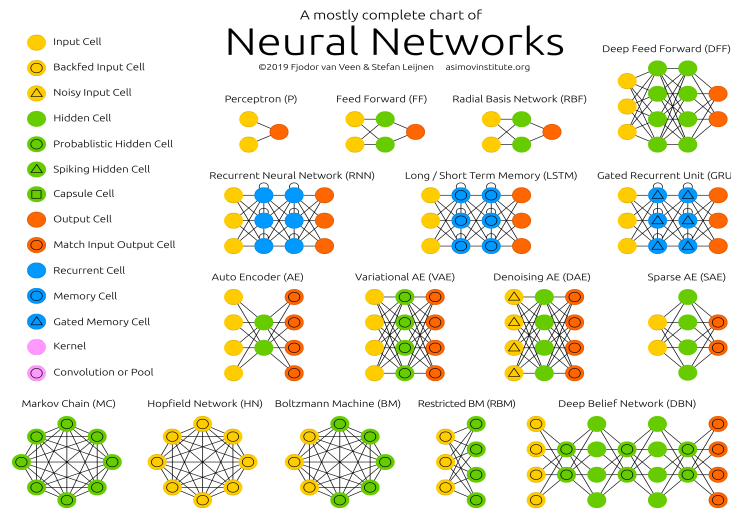 A mostly complete chart of
Neural Networks
©2019 Fjodor van Veen & Stefan Leijnen asimovinstitute.org
Input Cell
Backfed Input Cell
Noisy Input Cell
Hidden Cell
Probablistic Hidden Cell
Spiking Hidden Cell
Capsule Cell
Output Cell
Match Input Output Cell
Recurrent Cell
Memory Cell
Gated Memory Cell
Kernel
Convolution or Pool
Deep Feed Forward (DFF)
Perceptron (P) Feed Forward (FF) Radial Basis Network (RBF)
Recurrent Neural Network (RNN) Long / Short Term Memory (LSTM) Gated Recurrent Unit (GRU
Auto Encoder (AE) Variational AE (VAE) Denoising AE (DAE) Sparse AE (SAE)
Markov Chain (MC) Hopfield Network (HN) Boltzmann Machine (BM) Restricted BM (RBM) Deep Belief Network (DBN)